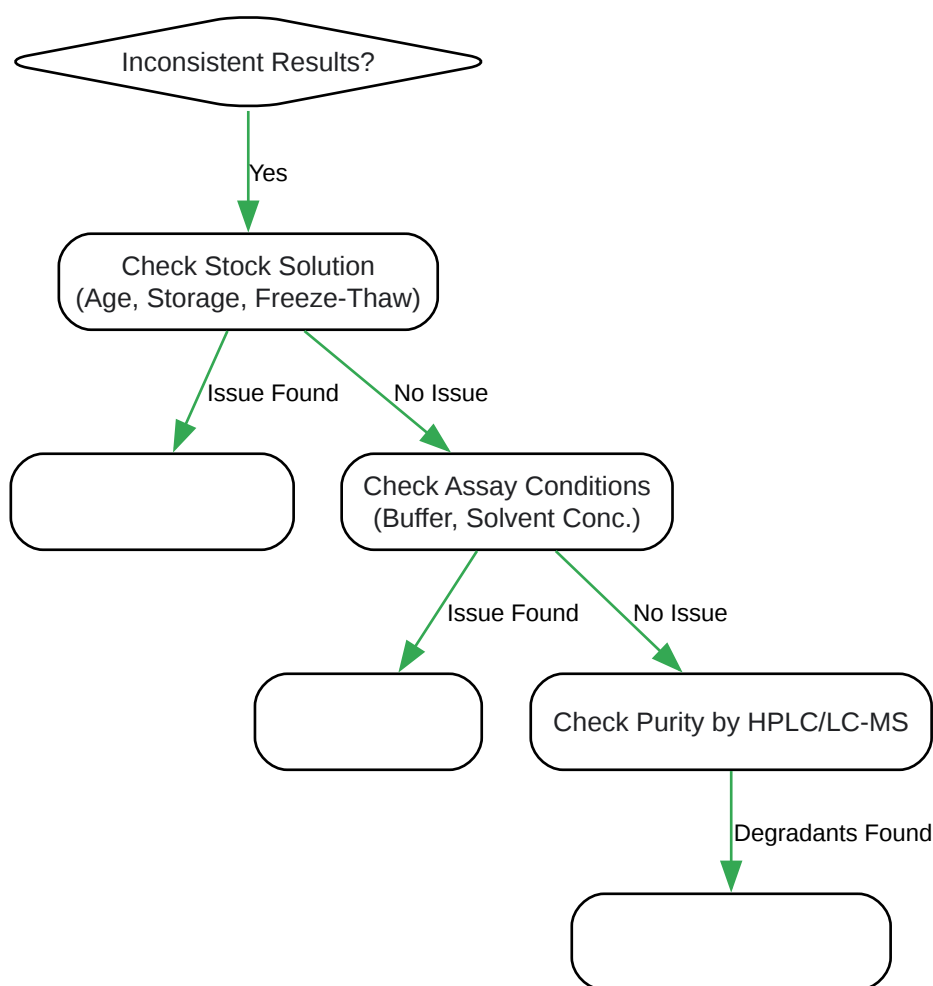 Inconsistent Results?
Yes
Check Stock Solution
(Age, Storage, Freeze-Thaw)
Issue Found
No Issue
Check Assay Conditions
(Buffer, Solvent Conc.)
Issue Found
No Issue
Check Purity by HPLC/LC-MS
Degradants Found